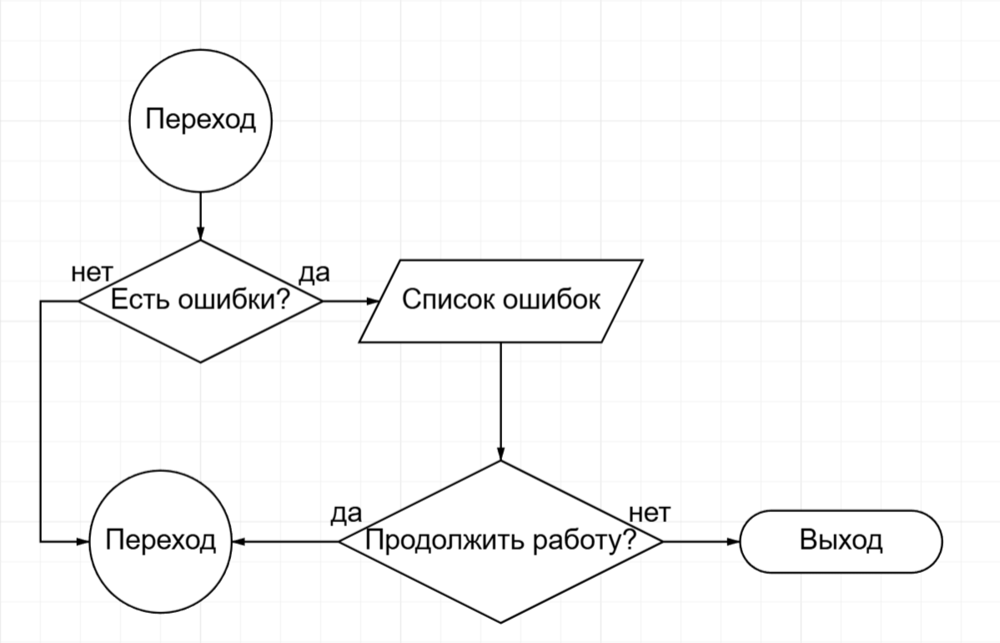 Переход
нет
да
Есть ошибки?
Список ошибок
да
нет
Переход
Продолжить работу?
Выход